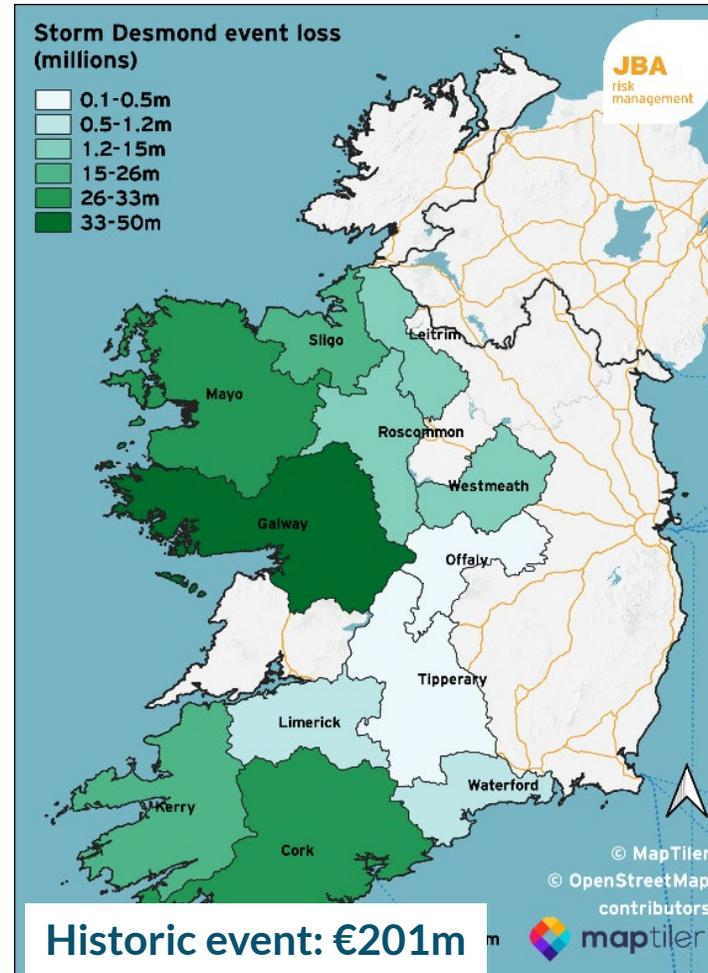 Storm Desmond event loss
(millions)
0.1-0.5m
0.5-1.2m
1.2-15m
15-26m
26-33m
33-50m
JBA
risk
management
Sligo
Leitrim
Mayo
Roscommon
Westmeath
Galway
Offaly
Tipperary
Limerick
Waterford
Kerry
Cork
© MapTiler
© OpenStreetMap
contributors
Historic event: €201m
m
maptiler